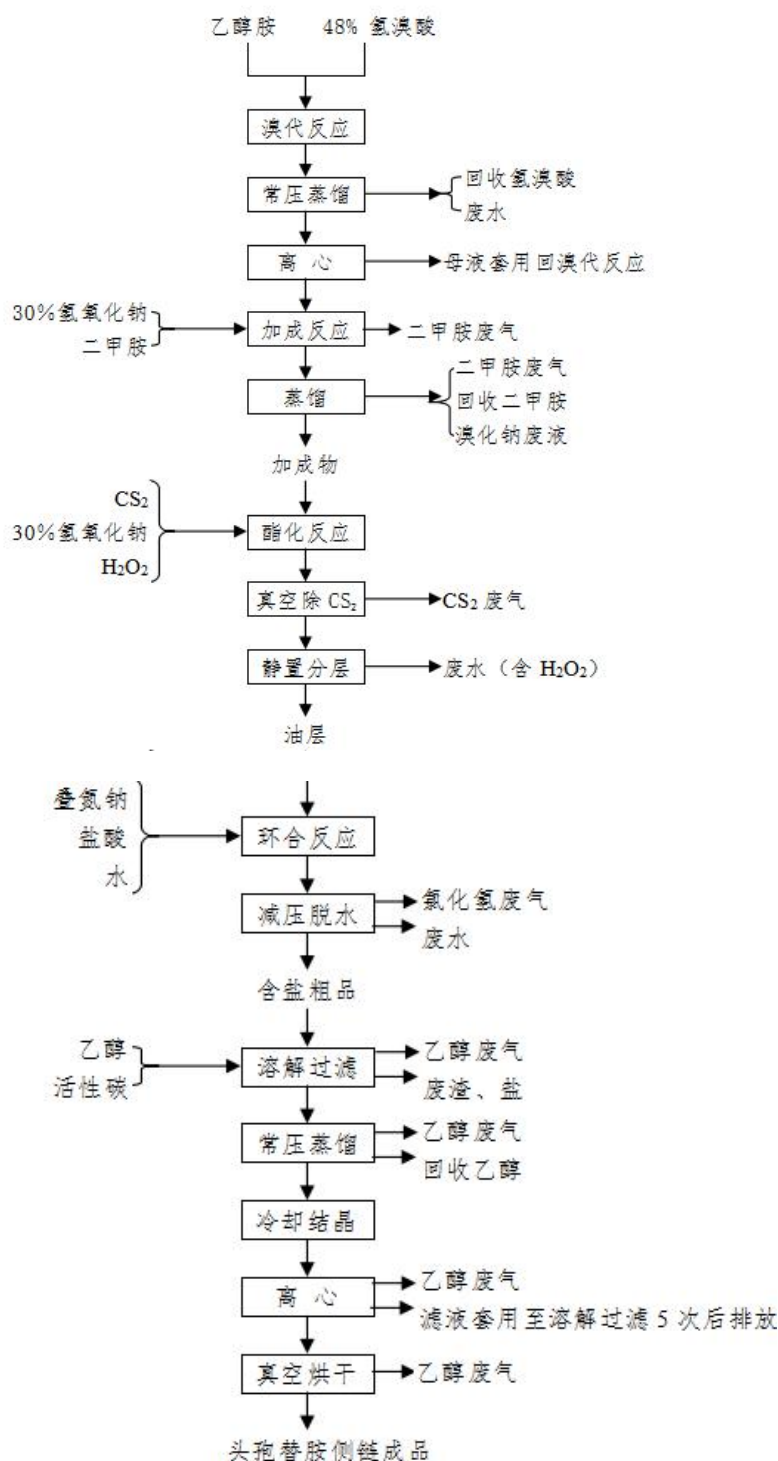 乙醇胺 48% 氢溴酸
溴代反应
常压蒸馏
回收氢溴酸
废水
离 心
母液套用回溴代反应
30%氢氧化钠
二甲胺
加成反应
二甲胺废气
蒸馏
二甲胺废气
回收二甲胺
溴化钠废液
加成物
CS₂
30%氢氧化钠
H₂O₂
酯化反应
真空除 CS₂
CS₂ 废气
静置分层
废水（含 H₂O₂）
油层
叠氮钠
盐酸
水
环合反应
减压脱水
氯化氢废气
废水
含盐粗品
乙醇
活性碳
溶解过滤
乙醇废气
废渣、盐
常压蒸馏
乙醇废气
回收乙醇
冷却结晶
离 心
乙醇废气
滤液套用至溶解过滤 5 次后排放
真空烘干
乙醇废气
头孢替胺侧链成品